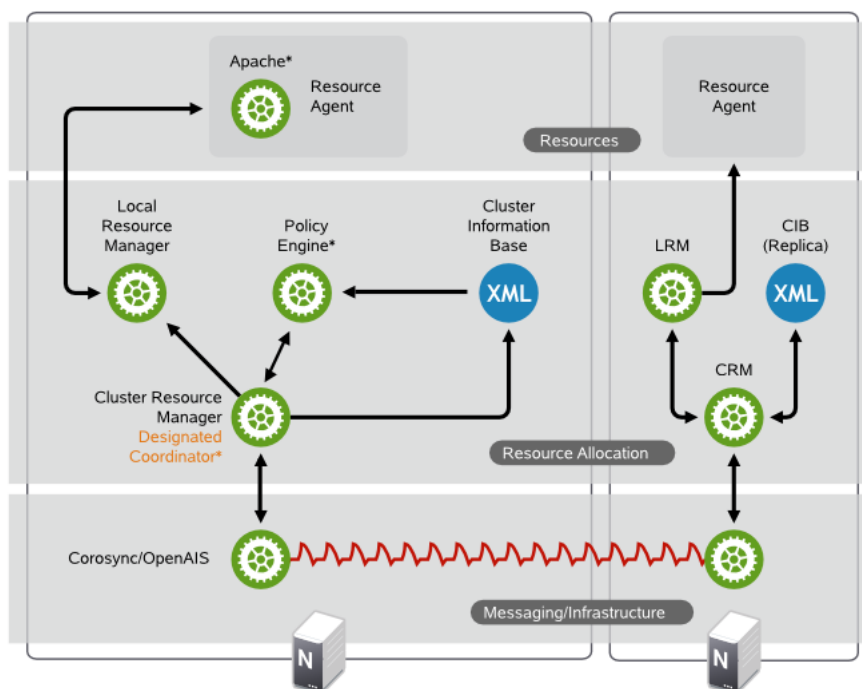 Apache*
Resource
Agent
Resource
Agent
Resources
Local
Resource
Manager
Policy
Engine*
Cluster
Information
Base
LRM
CIB
(Replica)
XML
XML
CRM
Cluster Resource
Manager
Designated
Coordinator*
Resource Allocation
Corosync/OpenAIS
Messaging/Infrastructure
N
N